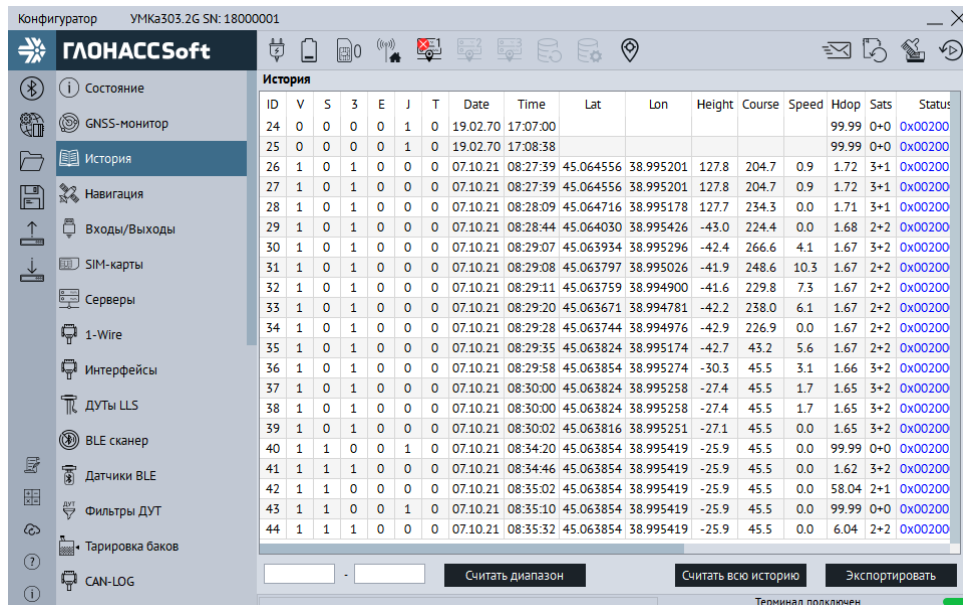 Конфигуратор УМКа303.2G SN: 18000001
ГЛОНАССSoft
0
1
Состояние
GNSS-монитор
История
Навигация
Входы/Выходы
SIM-карты
Серверы
1-Wire
Интерфейсы
ДУТы LLS
BLE сканер
Датчики BLE
Фильтры ДУТ
Тарировка баков
CAN-LOG
История
ID V S 3 E J T Date Time Lat Lon Height Course Speed Hdop Sats Status
24 0 0 0 0 1 0 19.02.70 17:07:00 99.99 0+0 0x00200
25 0 0 0 0 1 0 19.02.70 17:08:38 99.99 0+0 0x00200
26 1 0 1 0 0 0 07.10.21 08:27:39 45.064556 38.995201 127.8 204.7 0.9 1.72 3+1 0x00200
27 1 0 1 0 0 0 07.10.21 08:27:39 45.064556 38.995201 127.8 204.7 0.9 1.72 3+1 0x00200
28 1 0 1 0 0 0 07.10.21 08:28:09 45.064716 38.995178 127.7 234.3 0.0 1.71 3+1 0x00200
29 1 0 1 0 0 0 07.10.21 08:28:44 45.064030 38.995426 -43.0 224.4 0.0 1.68 2+2 0x00200
30 1 0 1 0 0 0 07.10.21 08:29:07 45.063934 38.995296 -42.4 266.6 4.1 1.67 3+2 0x00200
31 1 0 1 0 0 0 07.10.21 08:29:08 45.063797 38.995026 -41.9 248.6 10.3 1.67 2+2 0x00200
32 1 0 1 0 0 0 07.10.21 08:29:11 45.063759 38.994900 -41.6 229.8 7.3 1.67 2+2 0x00200
33 1 0 1 0 0 0 07.10.21 08:29:20 45.063671 38.994781 -42.2 238.0 6.1 1.67 2+2 0x00200
34 1 0 1 0 0 0 07.10.21 08:29:28 45.063744 38.994976 -42.9 226.9 0.0 1.67 2+2 0x00200
35 1 0 1 0 0 0 07.10.21 08:29:35 45.063824 38.995174 -42.7 43.2 5.6 1.67 2+2 0x00200
36 1 0 1 0 0 0 07.10.21 08:29:58 45.063854 38.995274 -30.3 45.5 3.1 1.66 3+2 0x00200
37 1 0 1 0 0 0 07.10.21 08:30:00 45.063824 38.995258 -27.4 45.5 1.7 1.65 3+2 0x00200
38 1 0 1 0 0 0 07.10.21 08:30:00 45.063824 38.995258 -27.4 45.5 1.7 1.65 3+2 0x00200
39 1 0 1 0 0 0 07.10.21 08:30:02 45.063816 38.995251 -27.1 45.5 0.0 1.65 3+2 0x00200
40 1 1 0 0 1 0 07.10.21 08:34:20 45.063854 38.995419 -25.9 45.5 0.0 99.99 0+0 0x00200
41 1 1 1 0 0 0 07.10.21 08:34:46 45.063854 38.995419 -25.9 45.5 0.0 1.62 3+2 0x00200
42 1 1 0 0 0 0 07.10.21 08:35:02 45.063854 38.995419 -25.9 45.5 0.0 58.04 2+1 0x00200
43 1 1 0 0 1 0 07.10.21 08:35:10 45.063854 38.995419 -25.9 45.5 0.0 99.99 0+0 0x00200
44 1 1 1 0 0 0 07.10.21 08:35:32 45.063854 38.995419 -25.9 45.5 0.0 6.04 2+2 0x00200
- Считать диапазон Считать всю историю Экспортировать
Терминал подключен